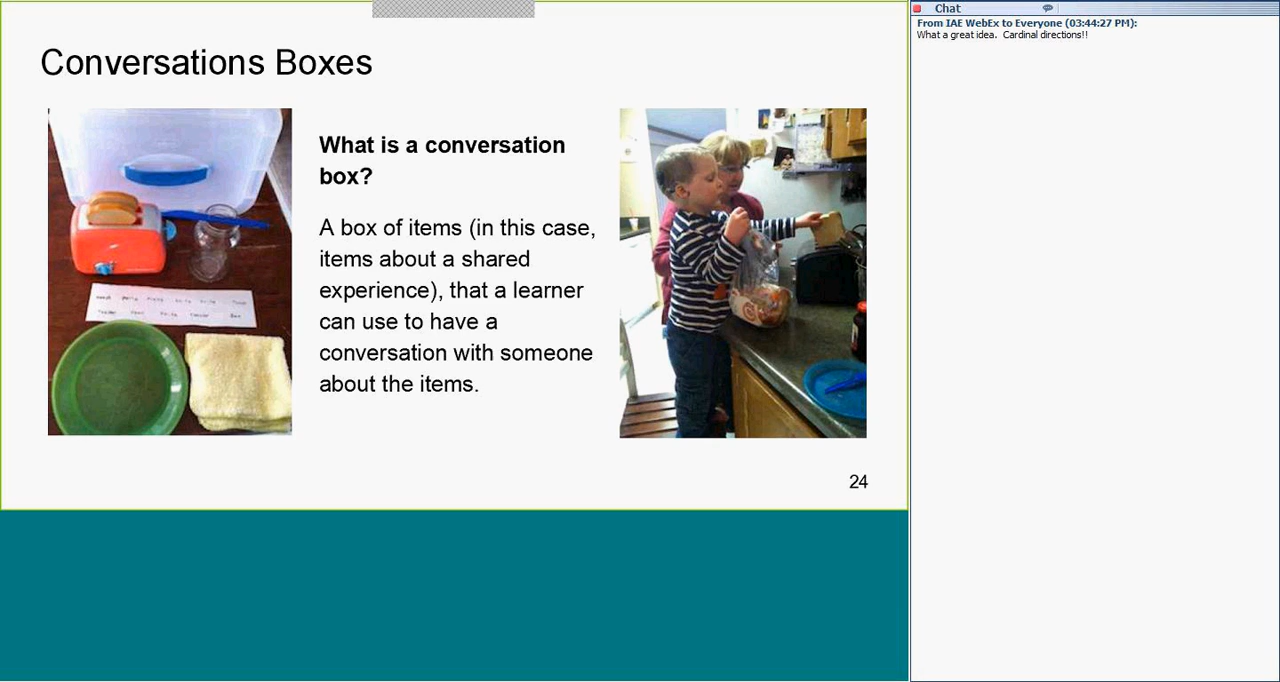 Conversations Boxes
What is a conversation
box?
A box of items (in this case,
items about a shared
experience), that a learner
can use to have a
conversation with someone
about the items.
24
Chat
From IAE WebEx to Everyone (03:44:27 PM):
What a great idea.  Cardinal directions!!